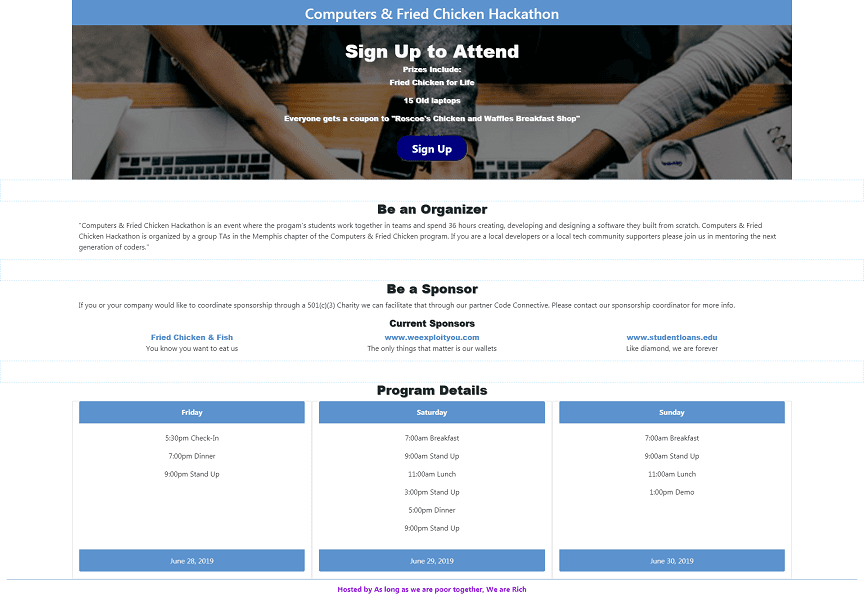 Computers & Fried Chicken Hackathon
Sign Up to Attend
Prizes Include:
Fried Chicken for Life
15 Old laptops
Everyone gets a coupon to "Roscoe's Chicken and Waffles Breakfast Shop"
Sign Up
Be an Organizer
"Computers & Fried Chicken Hackathon is an event where the progam's students work together in teams and spend 36 hours creating, developing and designing a software they built from scratch. Computers & Fried
Chicken Hackathon is organized by a group TAs in the Memphis chapter of the Computers & Fried Chicken program. If you are a local developers or a local tech community supporters please join us in mentoring the next
generation of coders."
Be a Sponsor
If you or your company would like to coordinate sponsorship through a 501(c)(3) Charity we can facilitate that through our partner Code Connective. Please contact our sponsorship coordinator for more info.
Current Sponsors
Fried Chicken & Fish
You know you want to eat us
www.weexploityou.com
The only things that matter is our wallets
www.studentloans.edu
Like diamond, we are forever
Program Details
Friday
5:30pm Check-In
7:00pm Dinner
9:00pm Stand Up
June 28, 2019
Saturday
7:00am Breakfast
9:00am Stand Up
11:00am Lunch
3:00pm Stand Up
5:00pm Dinner
9:00pm Stand Up
June 29, 2019
Sunday
7:00am Breakfast
9:00am Stand Up
11:00am Lunch
1:00pm Demo
June 30, 2019
Hosted by As long as we are poor together, We are Rich